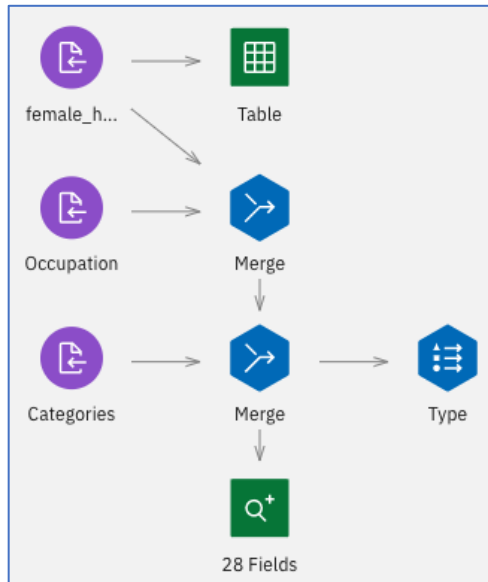 female_h...
Table
Occupation
Merge
Categories
Merge
Type
28 Fields